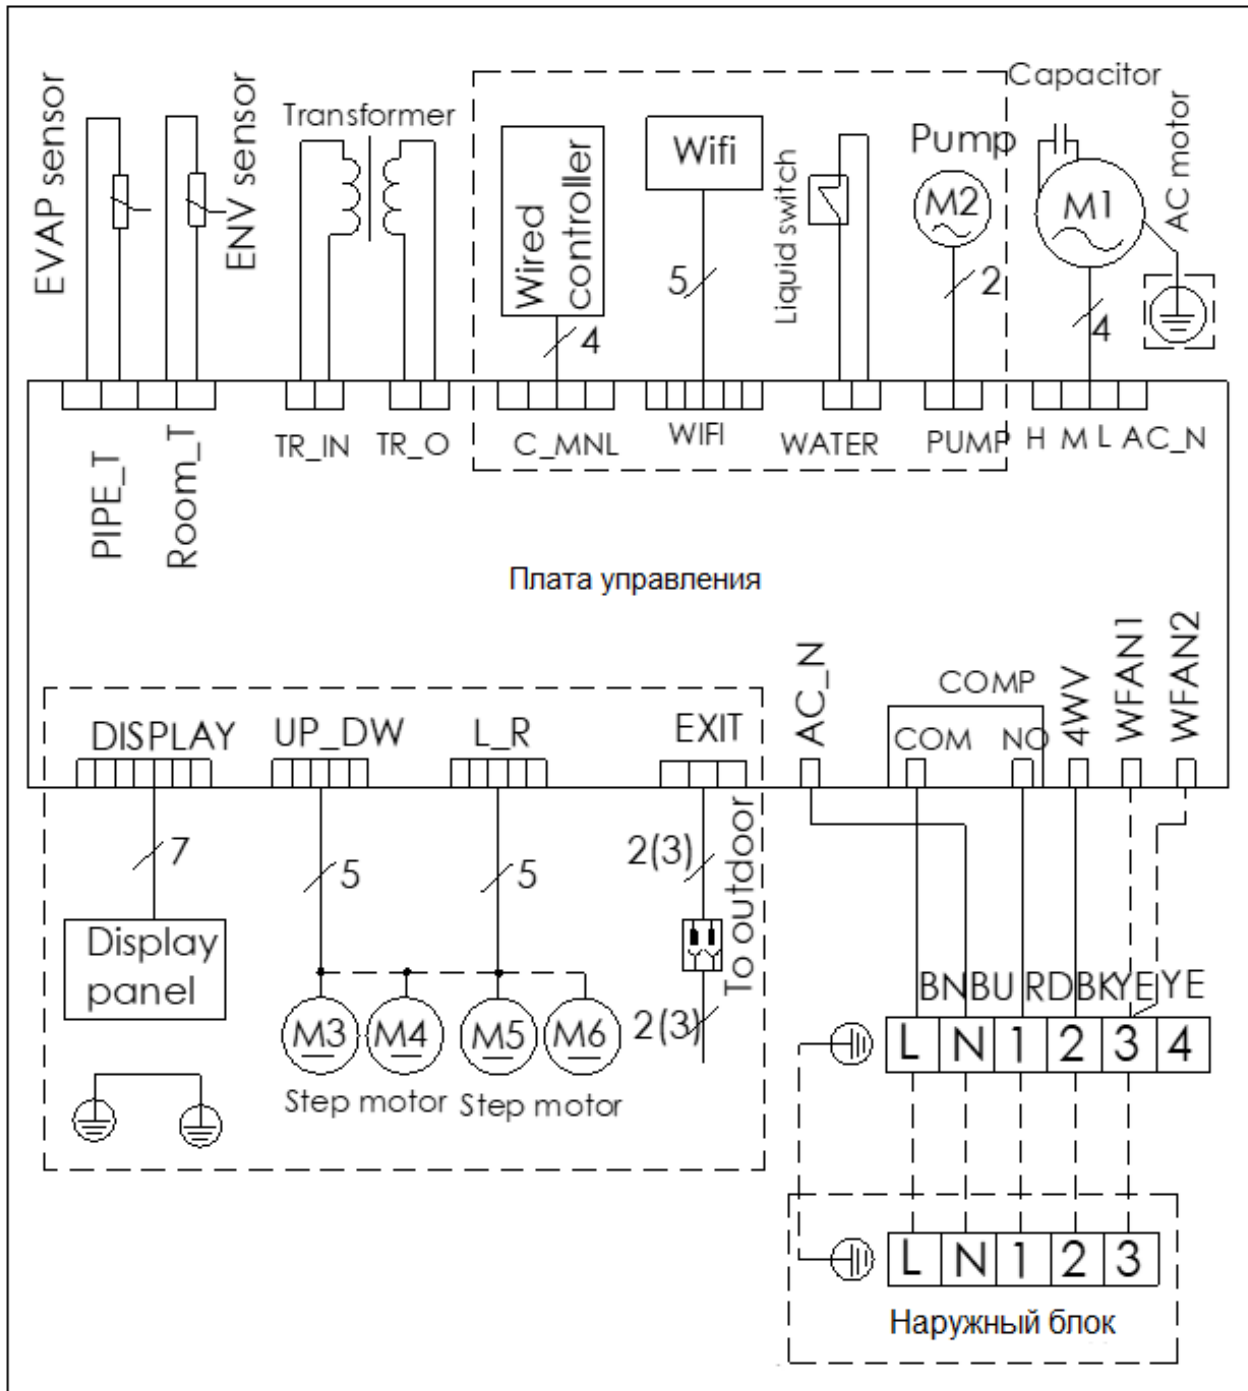 EVAP sensor
ENV sensor
Transformer
Wired
controller
Wifi
Liquid switch
Pump
M2
Capacitor
M1
AC motor
4
5
2
4
PIPE_T
Room_T
TR_IN
TR_O
C_MNL
WIFI
WATER
PUMP
H M L AC_N
Плата управления
DISPLAY
UP_DW
L_R
EXIT
AC_N
COMP
COM
NO
4WV
WFAN1
WFAN2
7
5
5
2(3)
To outdoor
2(3)
Display
panel
M3
M4
M5
M6
Step motor
Step motor
BN BU RD BK YE YE
L N 1 2 3 4
L N 1 2 3
Наружный блок